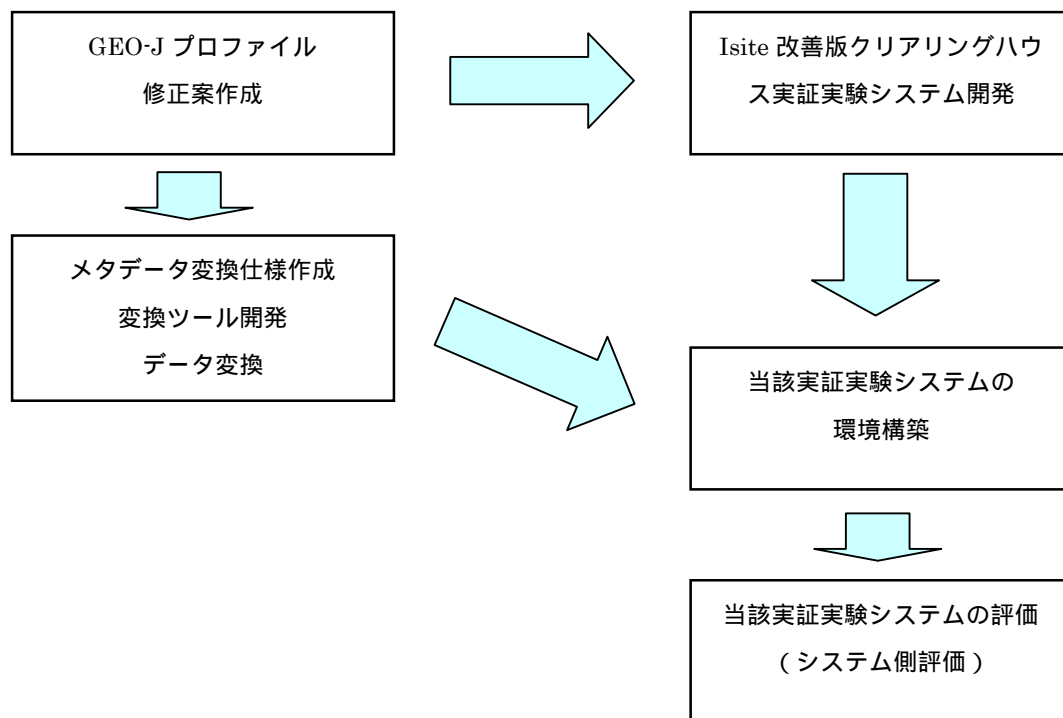 GEO-J プロファイル
修正案作成
Isite 改善版クリアリングハウ
ス実証実験システム開発
メタデータ変換仕様作成
変換ツール開発
データ変換
当該実証実験システムの
環境構築
当該実証実験システムの評価
（システム側評価）